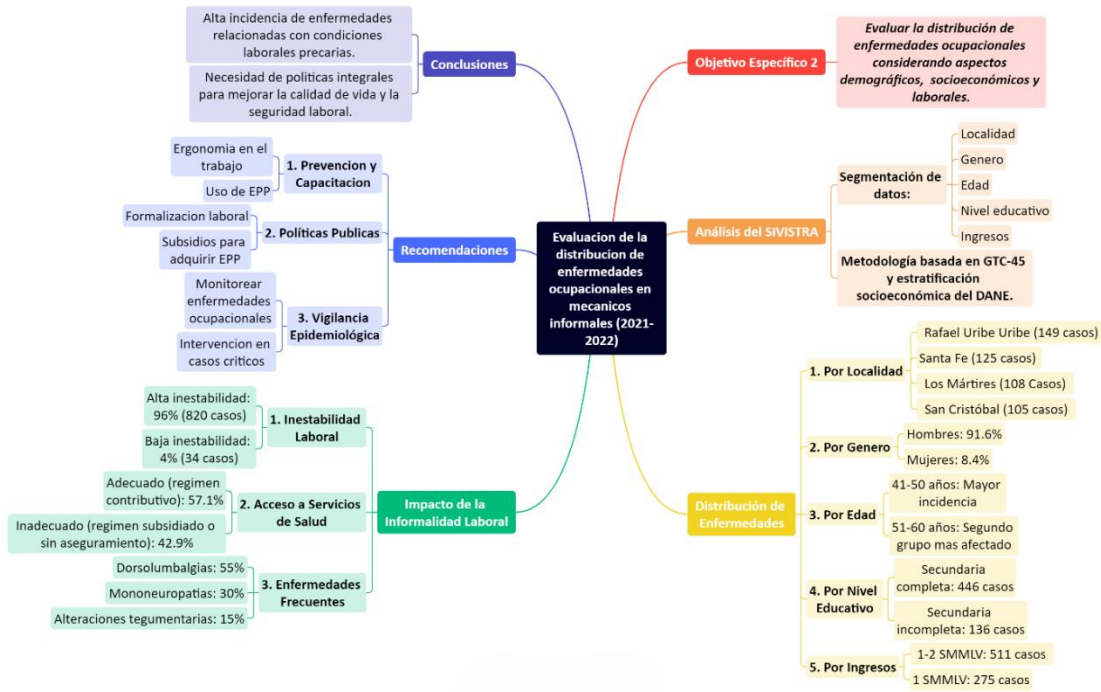 Evaluacion de la
distribucion de
enfermedades
ocupacionales en
mecanicos
informales (2021-
2022)
Objetivo Específico 2
Evaluar la distribución de
enfermedades ocupacionales
considerando aspectos
demográficos, socioeconómicos y
laborales.
Análisis del SIVISTRA
Segmentación de
datos:
Localidad
Genero
Edad
Nivel educativo
Ingresos
Metodología basada en GTC-45
y estratificación
socioeconómica del DANE.
Distribución de
Enfermedades
1. Por Localidad
Rafael Uribe Uribe (149 casos)
Santa Fe (125 casos)
Los Mártires (108 Casos)
San Cristóbal (105 casos)
2. Por Genero
Hombres: 91.6%
Mujeres: 8.4%
3. Por Edad
41-50 años: Mayor
incidencia
51-60 años: Segundo
grupo mas afectado
4. Por Nivel
Educativo
Secundaria
completa: 446 casos
Secundaria
incompleta: 136 casos
5. Por Ingresos
1-2 SMMLV: 511 casos
1 SMMLV: 275 casos
Conclusiones
Alta incidencia de enfermedades
relacionadas con condiciones
laborales precarias.
Necesidad de politicas integrales
para mejorar la calidad de vida y la
seguridad laboral.
Recomendaciones
1. Prevencion y
Capacitacion
Ergonomia en el
trabajo
Uso de EPP
2. Políticas Publicas
Formalizacion laboral
Subsidios para
adquirir EPP
3. Vigilancia
Epidemiológica
Monitorear
enfermedades
ocupacionales
Intervencion en
casos criticos
Impacto de la
Informalidad Laboral
1. Inestabilidad
Laboral
Alta inestabilidad:
96% (820 casos)
Baja inestabilidad:
4% (34 casos)
2. Acceso a Servicios
de Salud
Adecuado (regimen
contributivo): 57.1%
Inadecuado (regimen subsidiado o
sin aseguramiento): 42.9%
3. Enfermedades
Frecuentes
Dorsolumbalgias: 55%
Mononeuropatias: 30%
Alteraciones tegumentarias: 15%